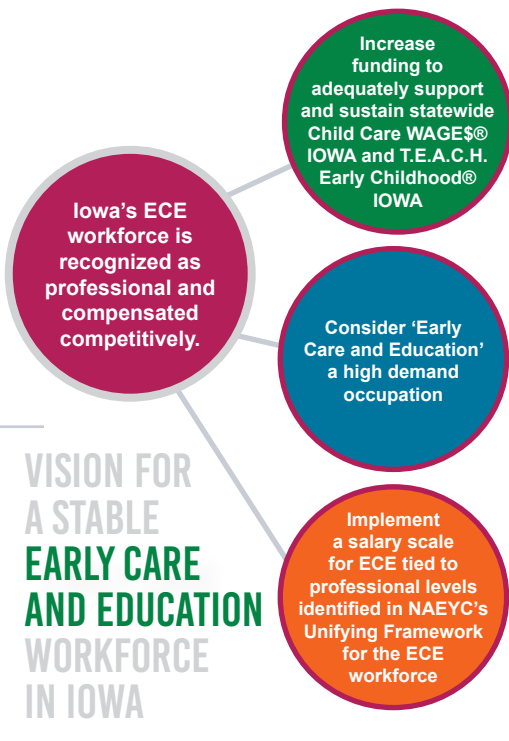 Increase
funding to
adequately support
and sustain statewide
Child Care WAGE$®
IOWA and T.E.A.C.H.
Early Childhood®
IOWA
Iowa's ECE
workforce is
recognized as
professional and
compensated
competitively.
Consider 'Early
Care and Education'
a high demand
occupation
VISION FOR
A STABLE
EARLY CARE
AND EDUCATION
WORKFORCE
IN IOWA
Implement
a salary scale
for ECE tied to
professional levels
identified in NAEYC's
Unifying Framework
for the ECE
workforce